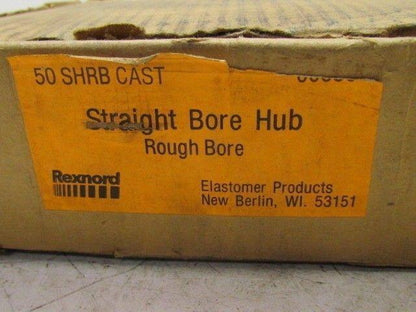 50 SHRB CAST
Straight Bore Hub
Rough Bore
Rexnord
Elastomer Products
New Berlin, WI. 53151